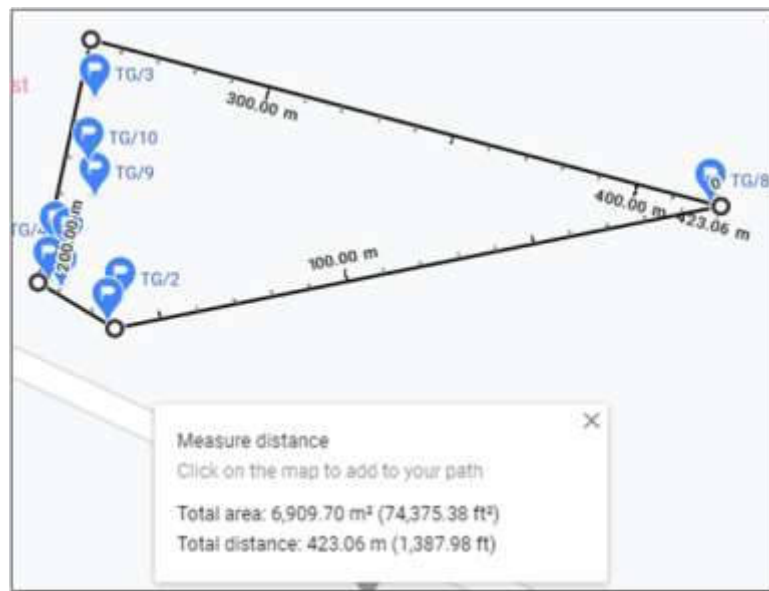 TG/3
st
300.00 m
TG/10
TG/9
TG/8
0
400.00 m
423.06 m
200.00 m
TG/2
100.00 m
Measure distance
Click on the map to add to your path
Total area: 6,909.70 m² (74,375.38 ft²)
Total distance: 423.06 m (1,387.98 ft)